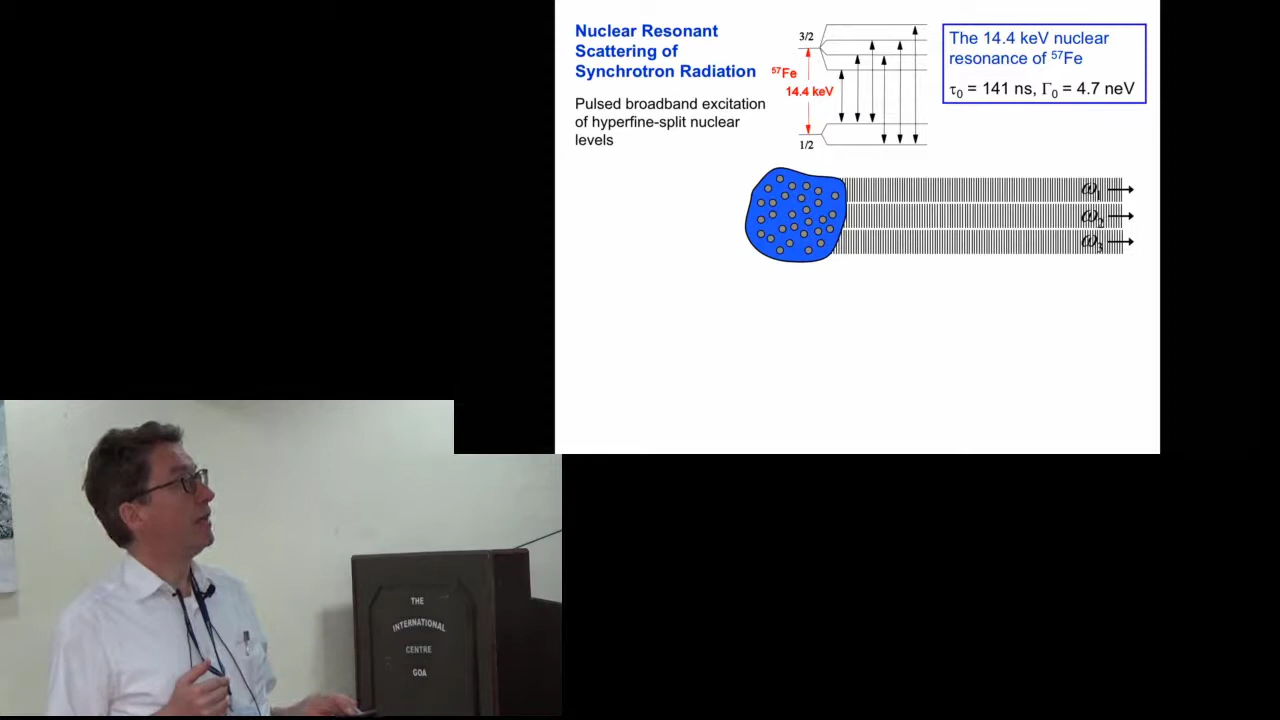 Nuclear Resonant
Scattering of
Synchrotron Radiation
Pulsed broadband excitation
of hyperfine-split nuclear
levels
3/2
⁵⁷Fe
14.4 keV
1/2
The 14.4 keV nuclear
resonance of ⁵⁷Fe
τ₀ = 141 ns, Γ₀ = 4.7 neV
ω₁
ω₂
ω₃
THE
INTERNATIONAL
CENTRE
GOA